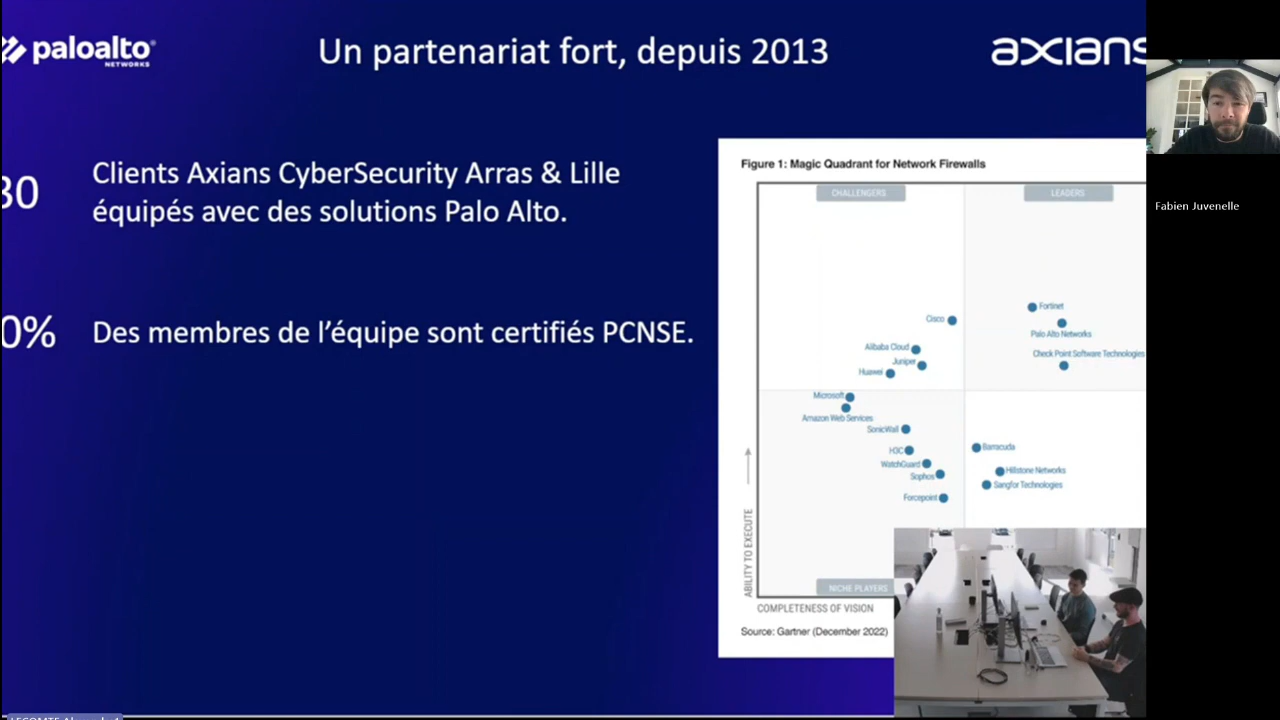 paloalto
NETWORKS
Un partenariat fort, depuis 2013
axians
30
Clients Axians CyberSecurity Arras & Lille
équipés avec des solutions Palo Alto.
0%
Des membres de l’équipe sont certifiés PCNSE.
Figure 1: Magic Quadrant for Network Firewalls
CHALLENGERS
LEADERS
Fortinet
Cisco
Palo Alto Networks
Alibaba Cloud
Check Point Software Technologies
Juniper
Huawei
Microsoft
Amazon Web Services
SonicWall
Barracuda
H3C
WatchGuard
Hillstone Networks
Sophos
Sangfor Technologies
Forcepoint
ABILITY TO EXECUTE
NICHE PLAYERS
COMPLETENESS OF VISION
Source: Gartner (December 2022)
Fabien Juvenelle